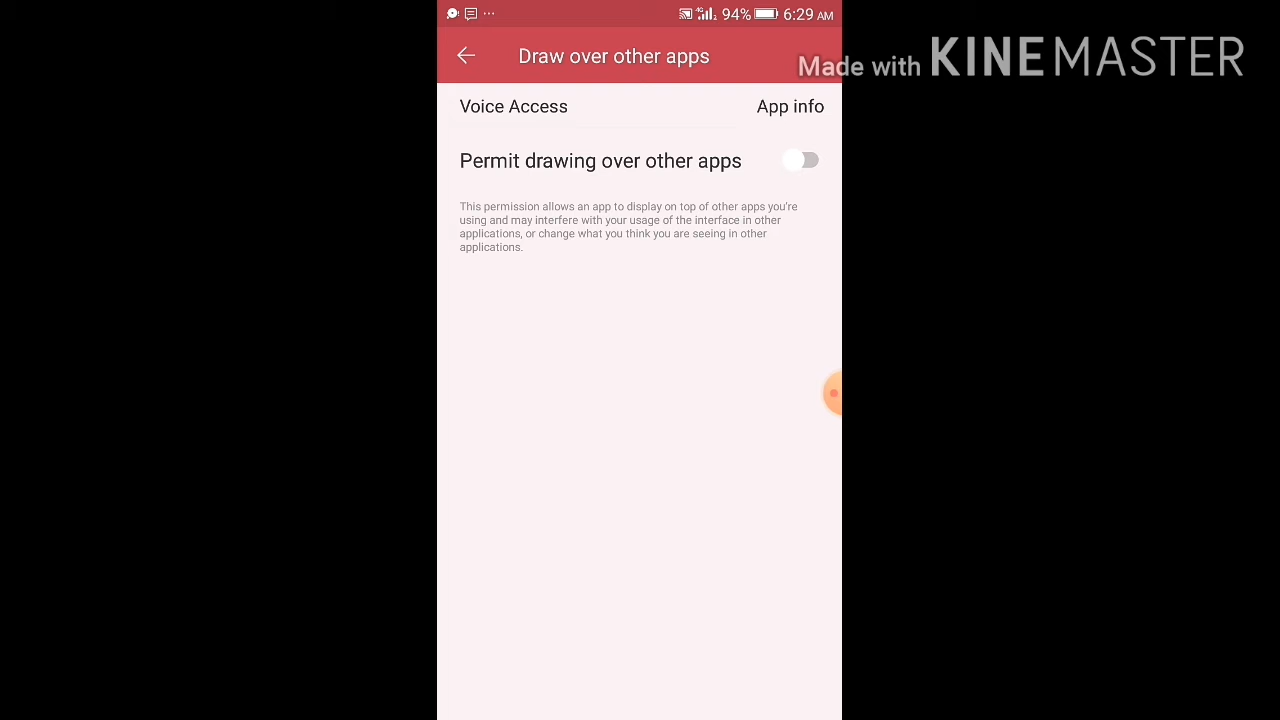 94% 6:29 AM
Draw over other apps
Made with KINEMASTER
Voice Access App info
Permit drawing over other apps
This permission allows an app to display on top of other apps you're
using and may interfere with your usage of the interface in other
applications, or change what you think you are seeing in other
applications.